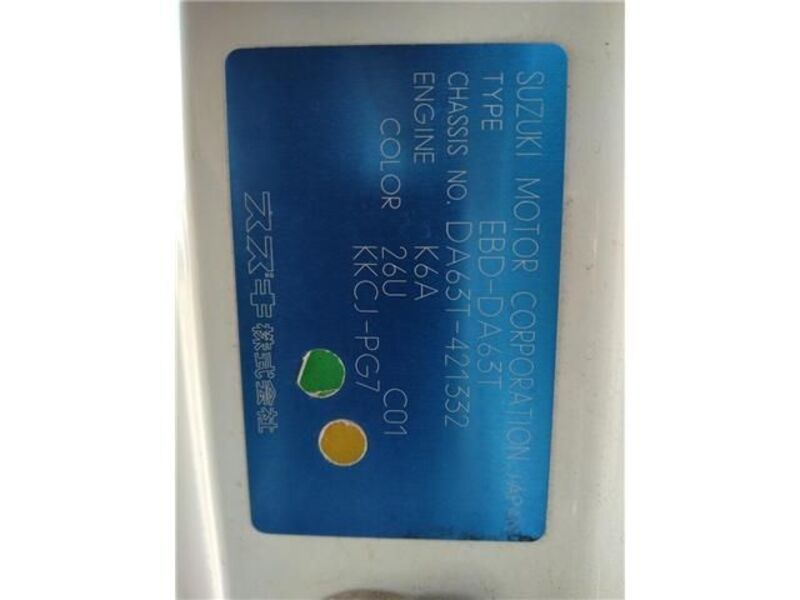 SUZUKI MOTOR CORPORATION JAPAN
TYPE EBD-DA63T
CHASSIS NO. DA63T-421332
ENGINE K6A
COLOR 26U C01
KKCJ-PG7
スズキ株式会社